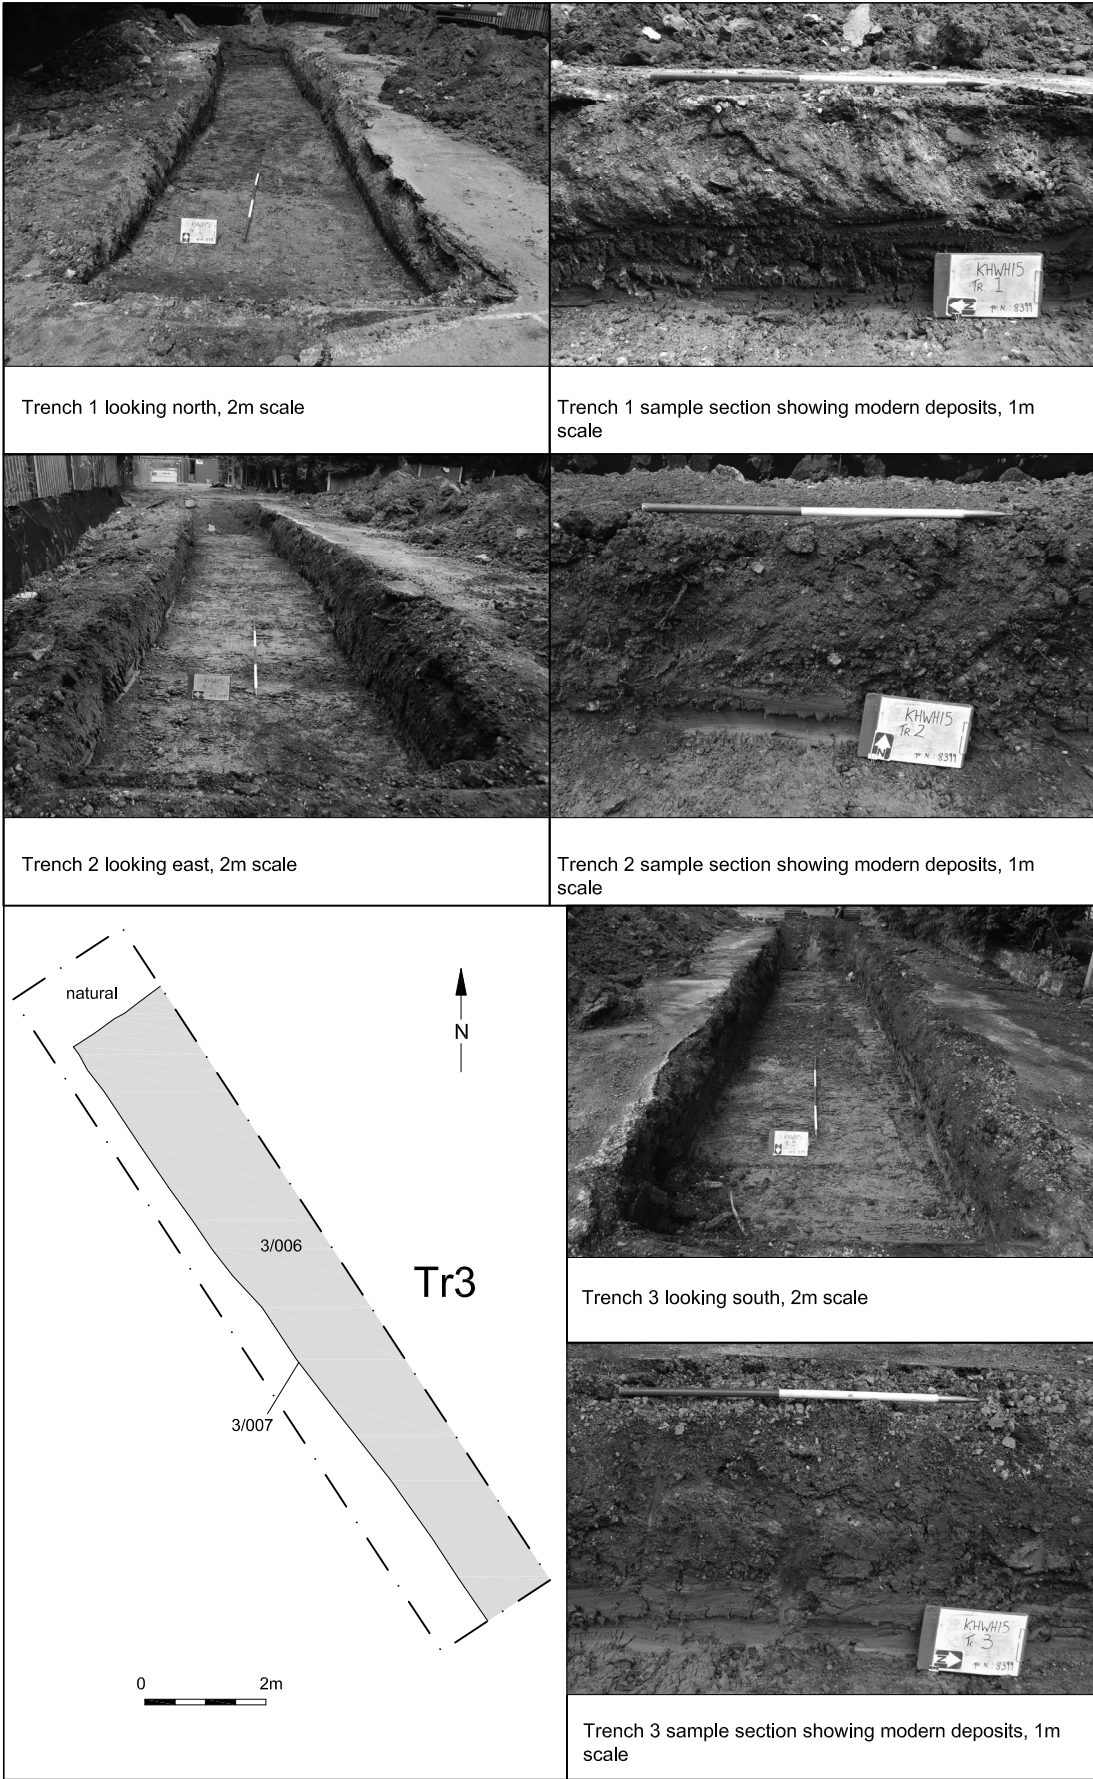 KHWH15
Trench 1 looking north, 2m scale
KHWH15
TR. 1
N
P.N: 8399
Trench 1 sample section showing modern deposits, 1m
scale
KHWH15
Trench 2 looking east, 2m scale
KHWH15
TR 2
N
P.N: 8399
Trench 2 sample section showing modern deposits, 1m
scale
natural
N
3/006
Tr3
3/007
0 2m
KHWH15
Trench 3 looking south, 2m scale
KHWH15
Tr. 3
N
P.N: 8399
Trench 3 sample section showing modern deposits, 1m
scale